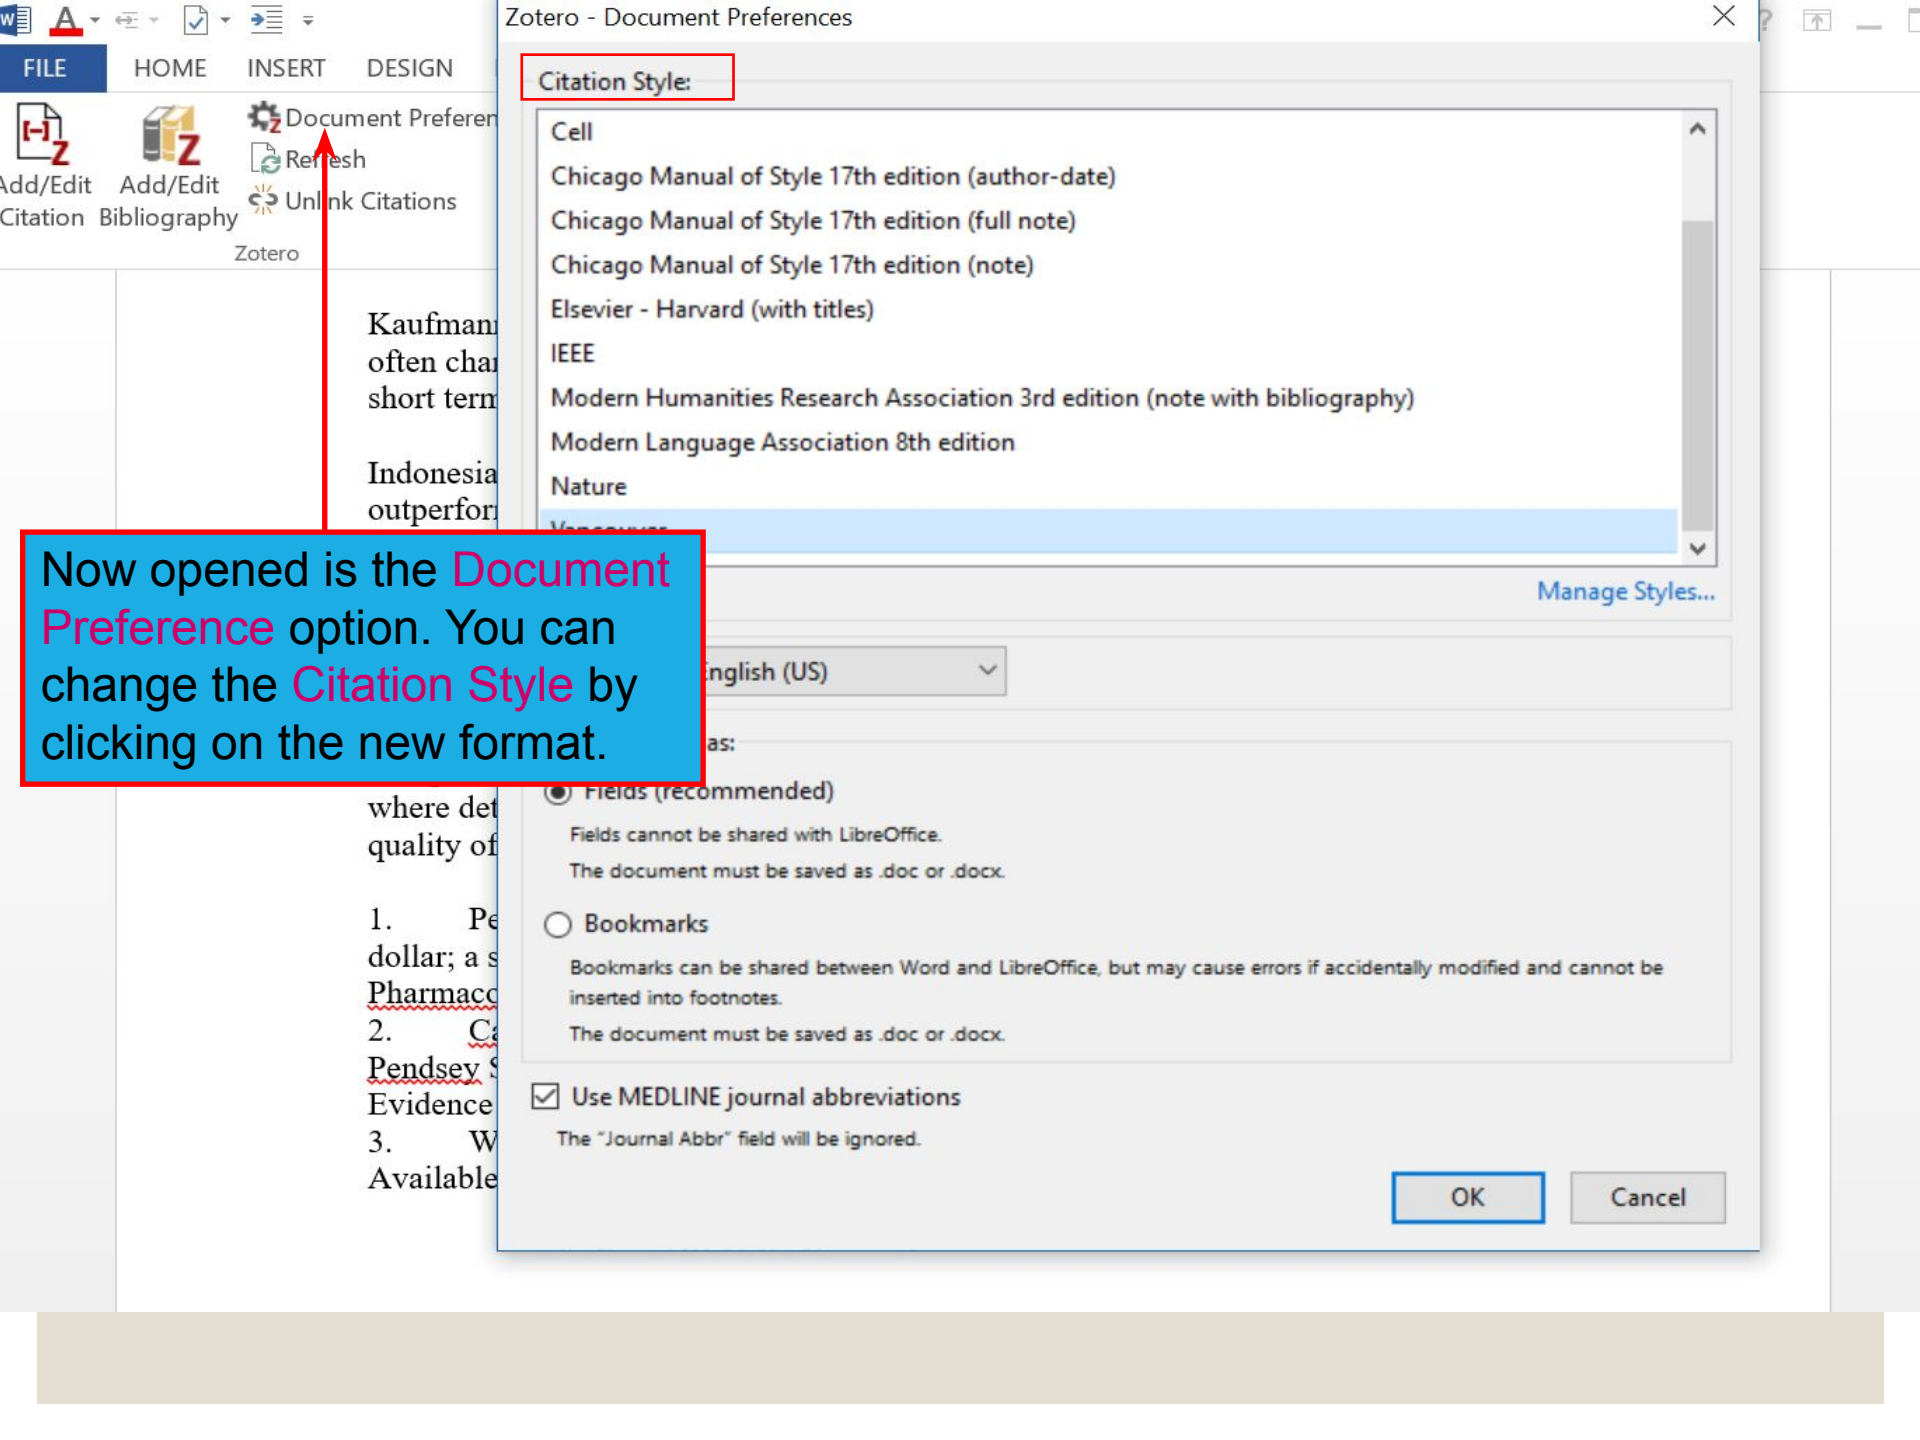 Zotero - Document Preferences
?
FILE HOME INSERT DESIGN
Citation Style:
Document Preferen
Refresh
Unlink Citations
Add/Edit Citation
Add/Edit Bibliography
Zotero
Cell
Chicago Manual of Style 17th edition (author-date)
Chicago Manual of Style 17th edition (full note)
Chicago Manual of Style 17th edition (note)
Elsevier - Harvard (with titles)
IEEE
Modern Humanities Research Association 3rd edition (note with bibliography)
Modern Language Association 8th edition
Nature
Vancouver
Manage Styles...
English (US)
as:
Fields (recommended)
Fields cannot be shared with LibreOffice.
The document must be saved as .doc or .docx.
Bookmarks
Bookmarks can be shared between Word and LibreOffice, but may cause errors if accidentally modified and cannot be
inserted into footnotes.
The document must be saved as .doc or .docx.
Use MEDLINE journal abbreviations
The "Journal Abbr" field will be ignored.
OK Cancel
Kaufman
often
short term
Indonesia
Now opened is the Document
Preference option. You can
change the Citation Style by
clicking on the new format.
where det
quality of
1. Pe
dollar; a s
Pharmaco
2. Ca
Pendsey S
Evidence
3. W
Available